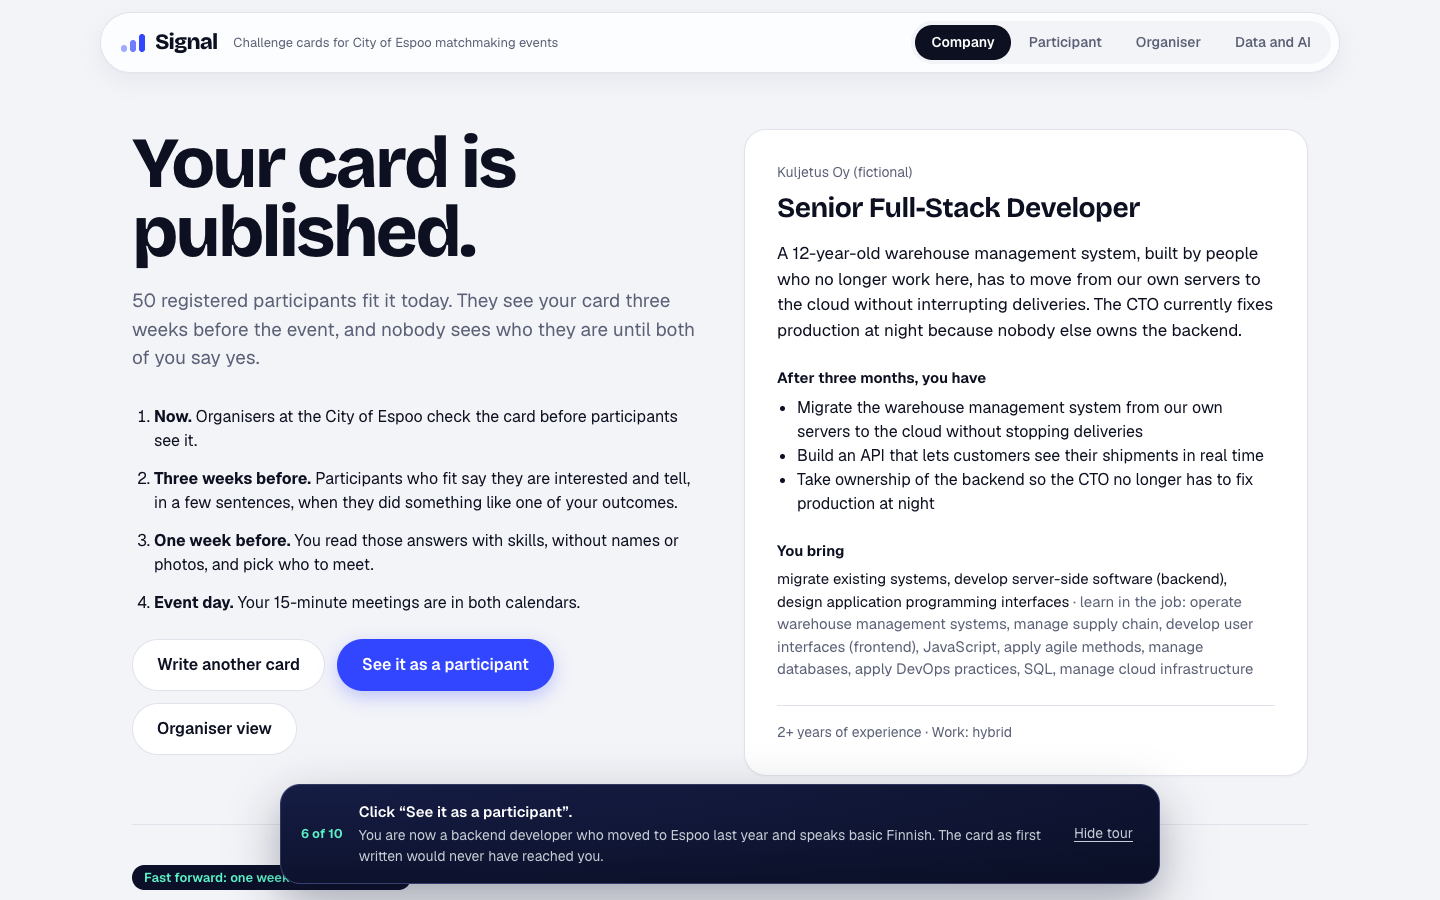 Signal
Challenge cards for City of Espoo matchmaking events
Company
Participant
Organiser
Data and AI
Your card is
published.
50 registered participants fit it today. They see your card three
weeks before the event, and nobody sees who they are until both
of you say yes.
1. Now. Organisers at the City of Espoo check the card before participants
see it.
2. Three weeks before. Participants who fit say they are interested and tell,
in a few sentences, when they did something like one of your outcomes.
3. One week before. You read those answers with skills, without names or
photos, and pick who to meet.
4. Event day. Your 15-minute meetings are in both calendars.
Write another card
See it as a participant
Organiser view
Kuljetus Oy (fictional)
Senior Full-Stack Developer
A 12-year-old warehouse management system, built by people
who no longer work here, has to move from our own servers to
the cloud without interrupting deliveries. The CTO currently fixes
production at night because nobody else owns the backend.
After three months, you have
• Migrate the warehouse management system from our own
servers to the cloud without stopping deliveries
• Build an API that lets customers see their shipments in real time
• Take ownership of the backend so the CTO no longer has to fix
production at night
You bring
migrate existing systems, develop server-side software (backend),
design application programming interfaces · learn in the job: operate
warehouse management systems, manage supply chain, develop user
interfaces (frontend), JavaScript, apply agile methods, manage
databases, apply DevOps practices, SQL, manage cloud infrastructure
2+ years of experience · Work: hybrid
6 of 10
Click “See it as a participant”.
You are now a backend developer who moved to Espoo last year and speaks basic Finnish. The card as first
written would never have reached you.
Hide tour
Fast forward: one week